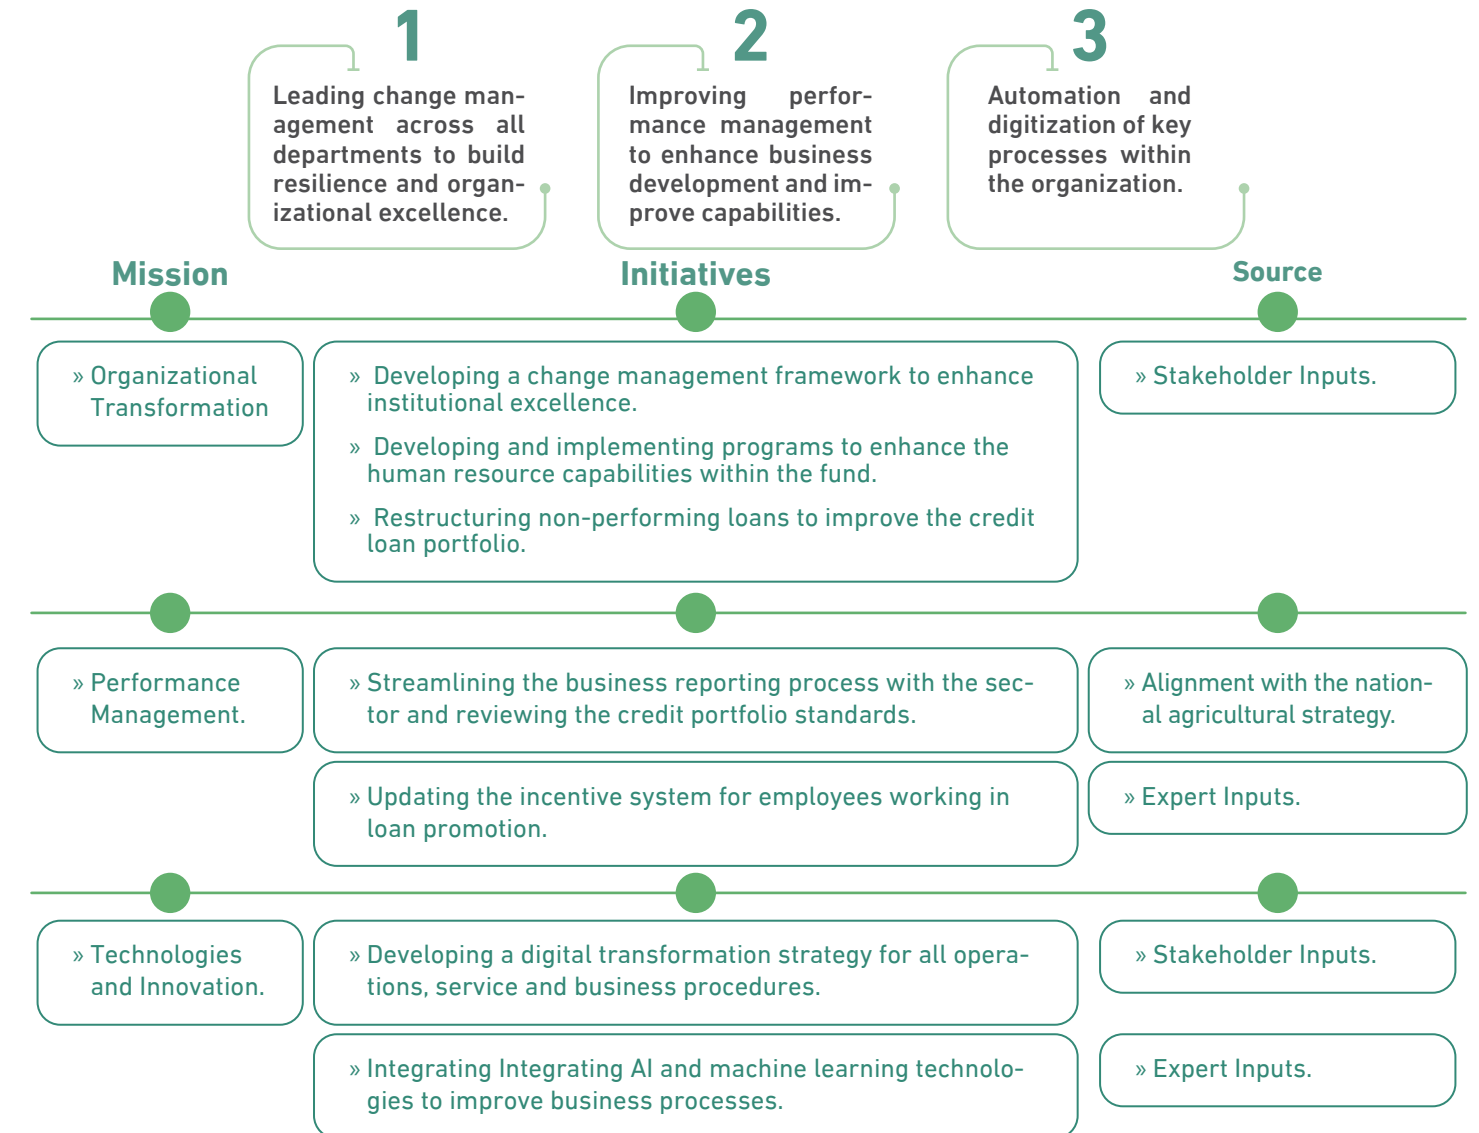 1
Leading change man-
agement across all
departments to build
resilience and organ-
izational excellence.
2
Improving perfor-
mance management
to enhance business
development and im-
prove capabilities.
3
Automation and
digitization of key
processes within
the organization.
Mission
Initiatives
Source
» Organizational
Transformation
» Developing a change management framework to enhance
institutional excellence.
» Developing and implementing programs to enhance the
human resource capabilities within the fund.
» Restructuring non-performing loans to improve the credit
loan portfolio.
» Stakeholder Inputs.
» Performance
Management.
» Streamlining the business reporting process with the sec-
tor and reviewing the credit portfolio standards.
» Alignment with the nation-
al agricultural strategy.
» Updating the incentive system for employees working in
loan promotion.
» Expert Inputs.
» Technologies
and Innovation.
» Developing a digital transformation strategy for all opera-
tions, service and business procedures.
» Stakeholder Inputs.
» Integrating Integrating AI and machine learning technolo-
gies to improve business processes.
» Expert Inputs.